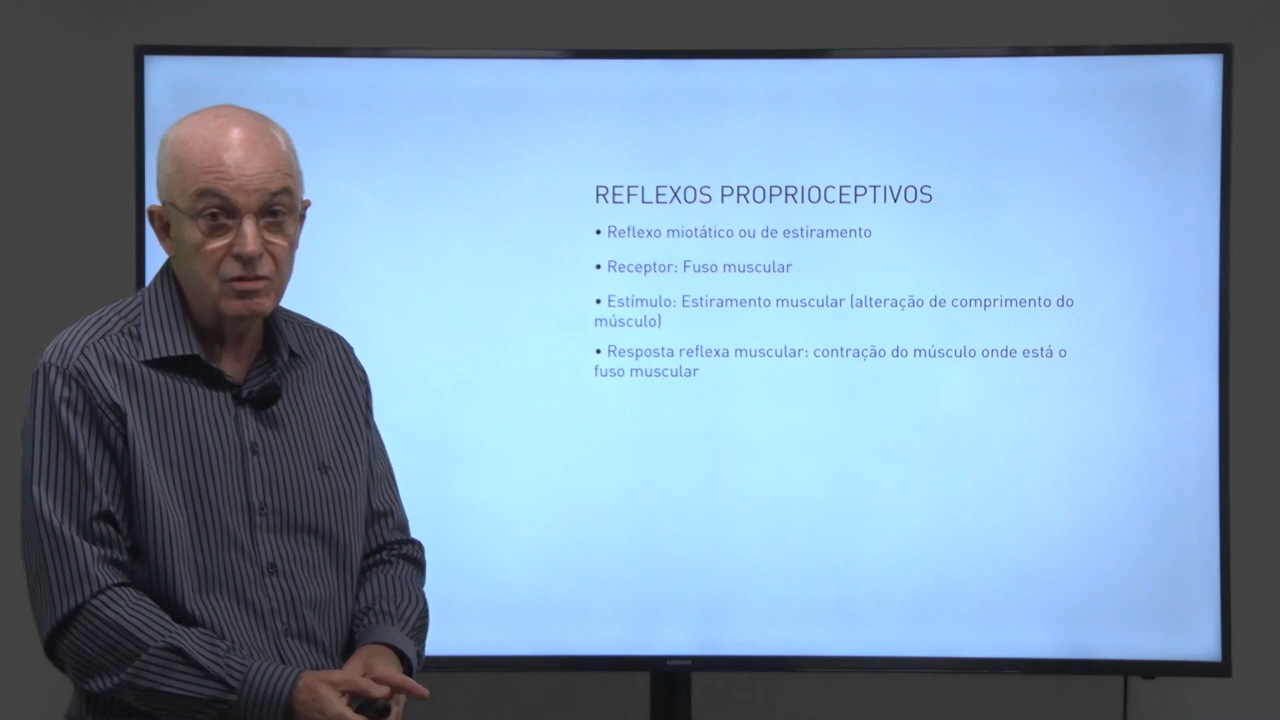 REFLEXOS PROPRIOCEPTIVOS
• Reflexo miotático ou de estiramento
• Receptor: Fuso muscular
• Estímulo: Estiramento muscular (alteração de comprimento do
músculo)
• Resposta reflexa muscular: contração do músculo onde está o
fuso muscular
SAMSUNG